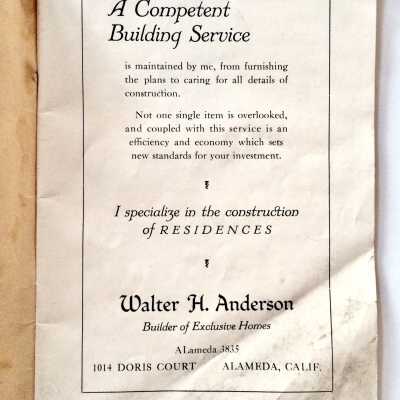 A Competent
Building Service
is maintained by me, from furnishing
the plans to caring for all details of
construction.
Not one single item is overlooked,
and coupled with this service is an
efficiency and economy which sets
new standards for your investment.
I specialize in the construction
of RESIDENCES
Walter H. Anderson
Builder of Exclusive Homes
ALameda 3835
1014 DORIS COURT ALAMEDA, CALIF.